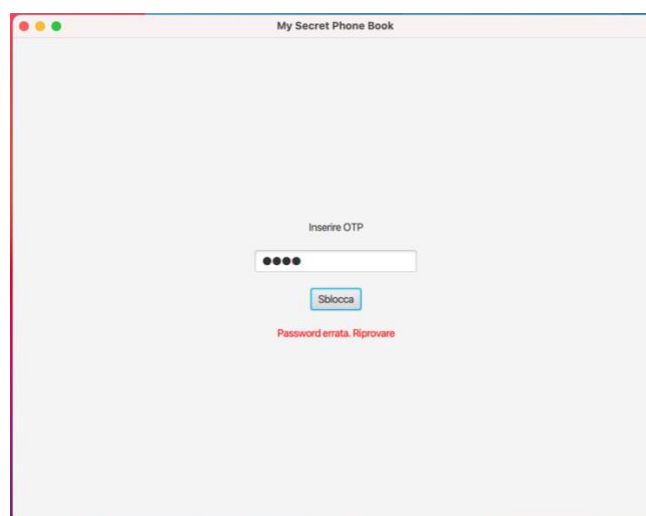 My Secret Phone Book
Inserire OTP
Sblocca
Password errata. Riprovare